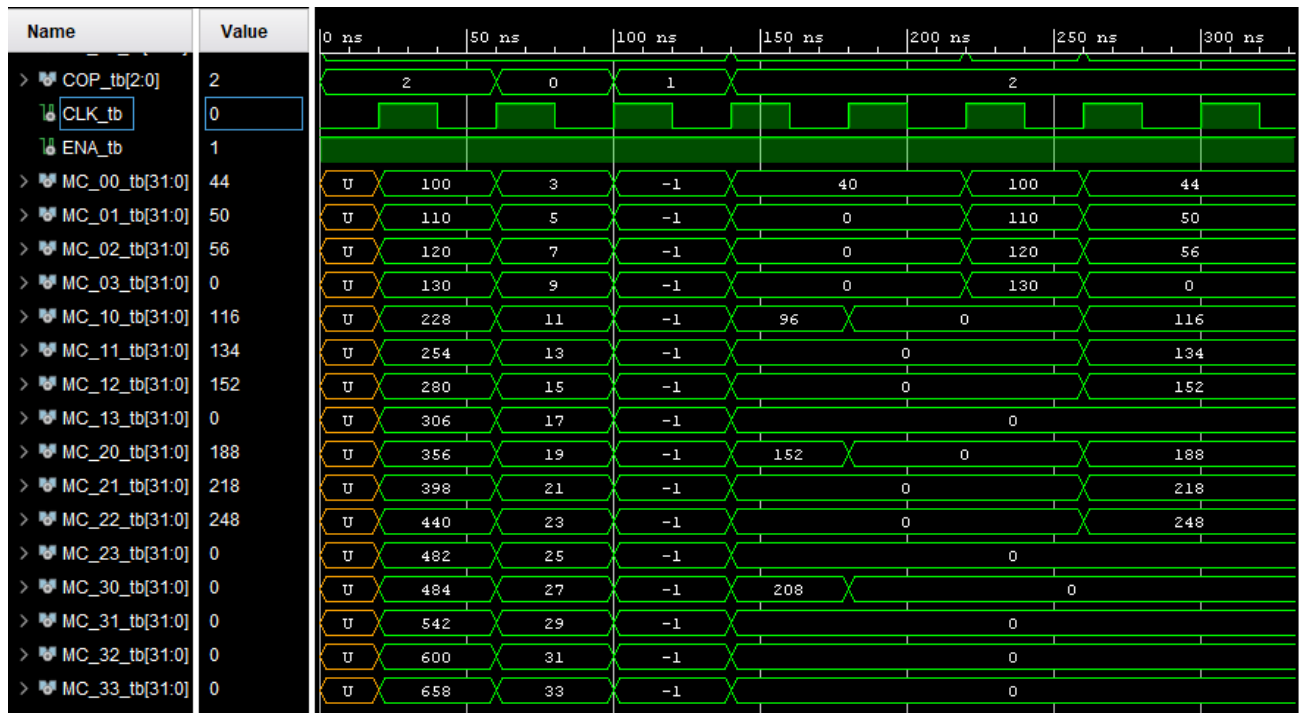 Name Value 0 ns 50 ns 100 ns 150 ns 200 ns 250 ns 300 ns
> COP_tb[2:0] 2 2 0 1 2
CLK_tb 0
ENA_tb 1
> MC_00_tb[31:0] 44 U 100 3 -1 40 100 44
> MC_01_tb[31:0] 50 U 110 5 -1 0 110 50
> MC_02_tb[31:0] 56 U 120 7 -1 0 120 56
> MC_03_tb[31:0] 0 U 130 9 -1 0 130 0
> MC_10_tb[31:0] 116 U 228 11 -1 96 0 116
> MC_11_tb[31:0] 134 U 254 13 -1 0 134
> MC_12_tb[31:0] 152 U 280 15 -1 0 152
> MC_13_tb[31:0] 0 U 306 17 -1 0
> MC_20_tb[31:0] 188 U 356 19 -1 152 0 188
> MC_21_tb[31:0] 218 U 398 21 -1 0 218
> MC_22_tb[31:0] 248 U 440 23 -1 0 248
> MC_23_tb[31:0] 0 U 482 25 -1 0
> MC_30_tb[31:0] 0 U 484 27 -1 208 0
> MC_31_tb[31:0] 0 U 542 29 -1 0
> MC_32_tb[31:0] 0 U 600 31 -1 0
> MC_33_tb[31:0] 0 U 658 33 -1 0